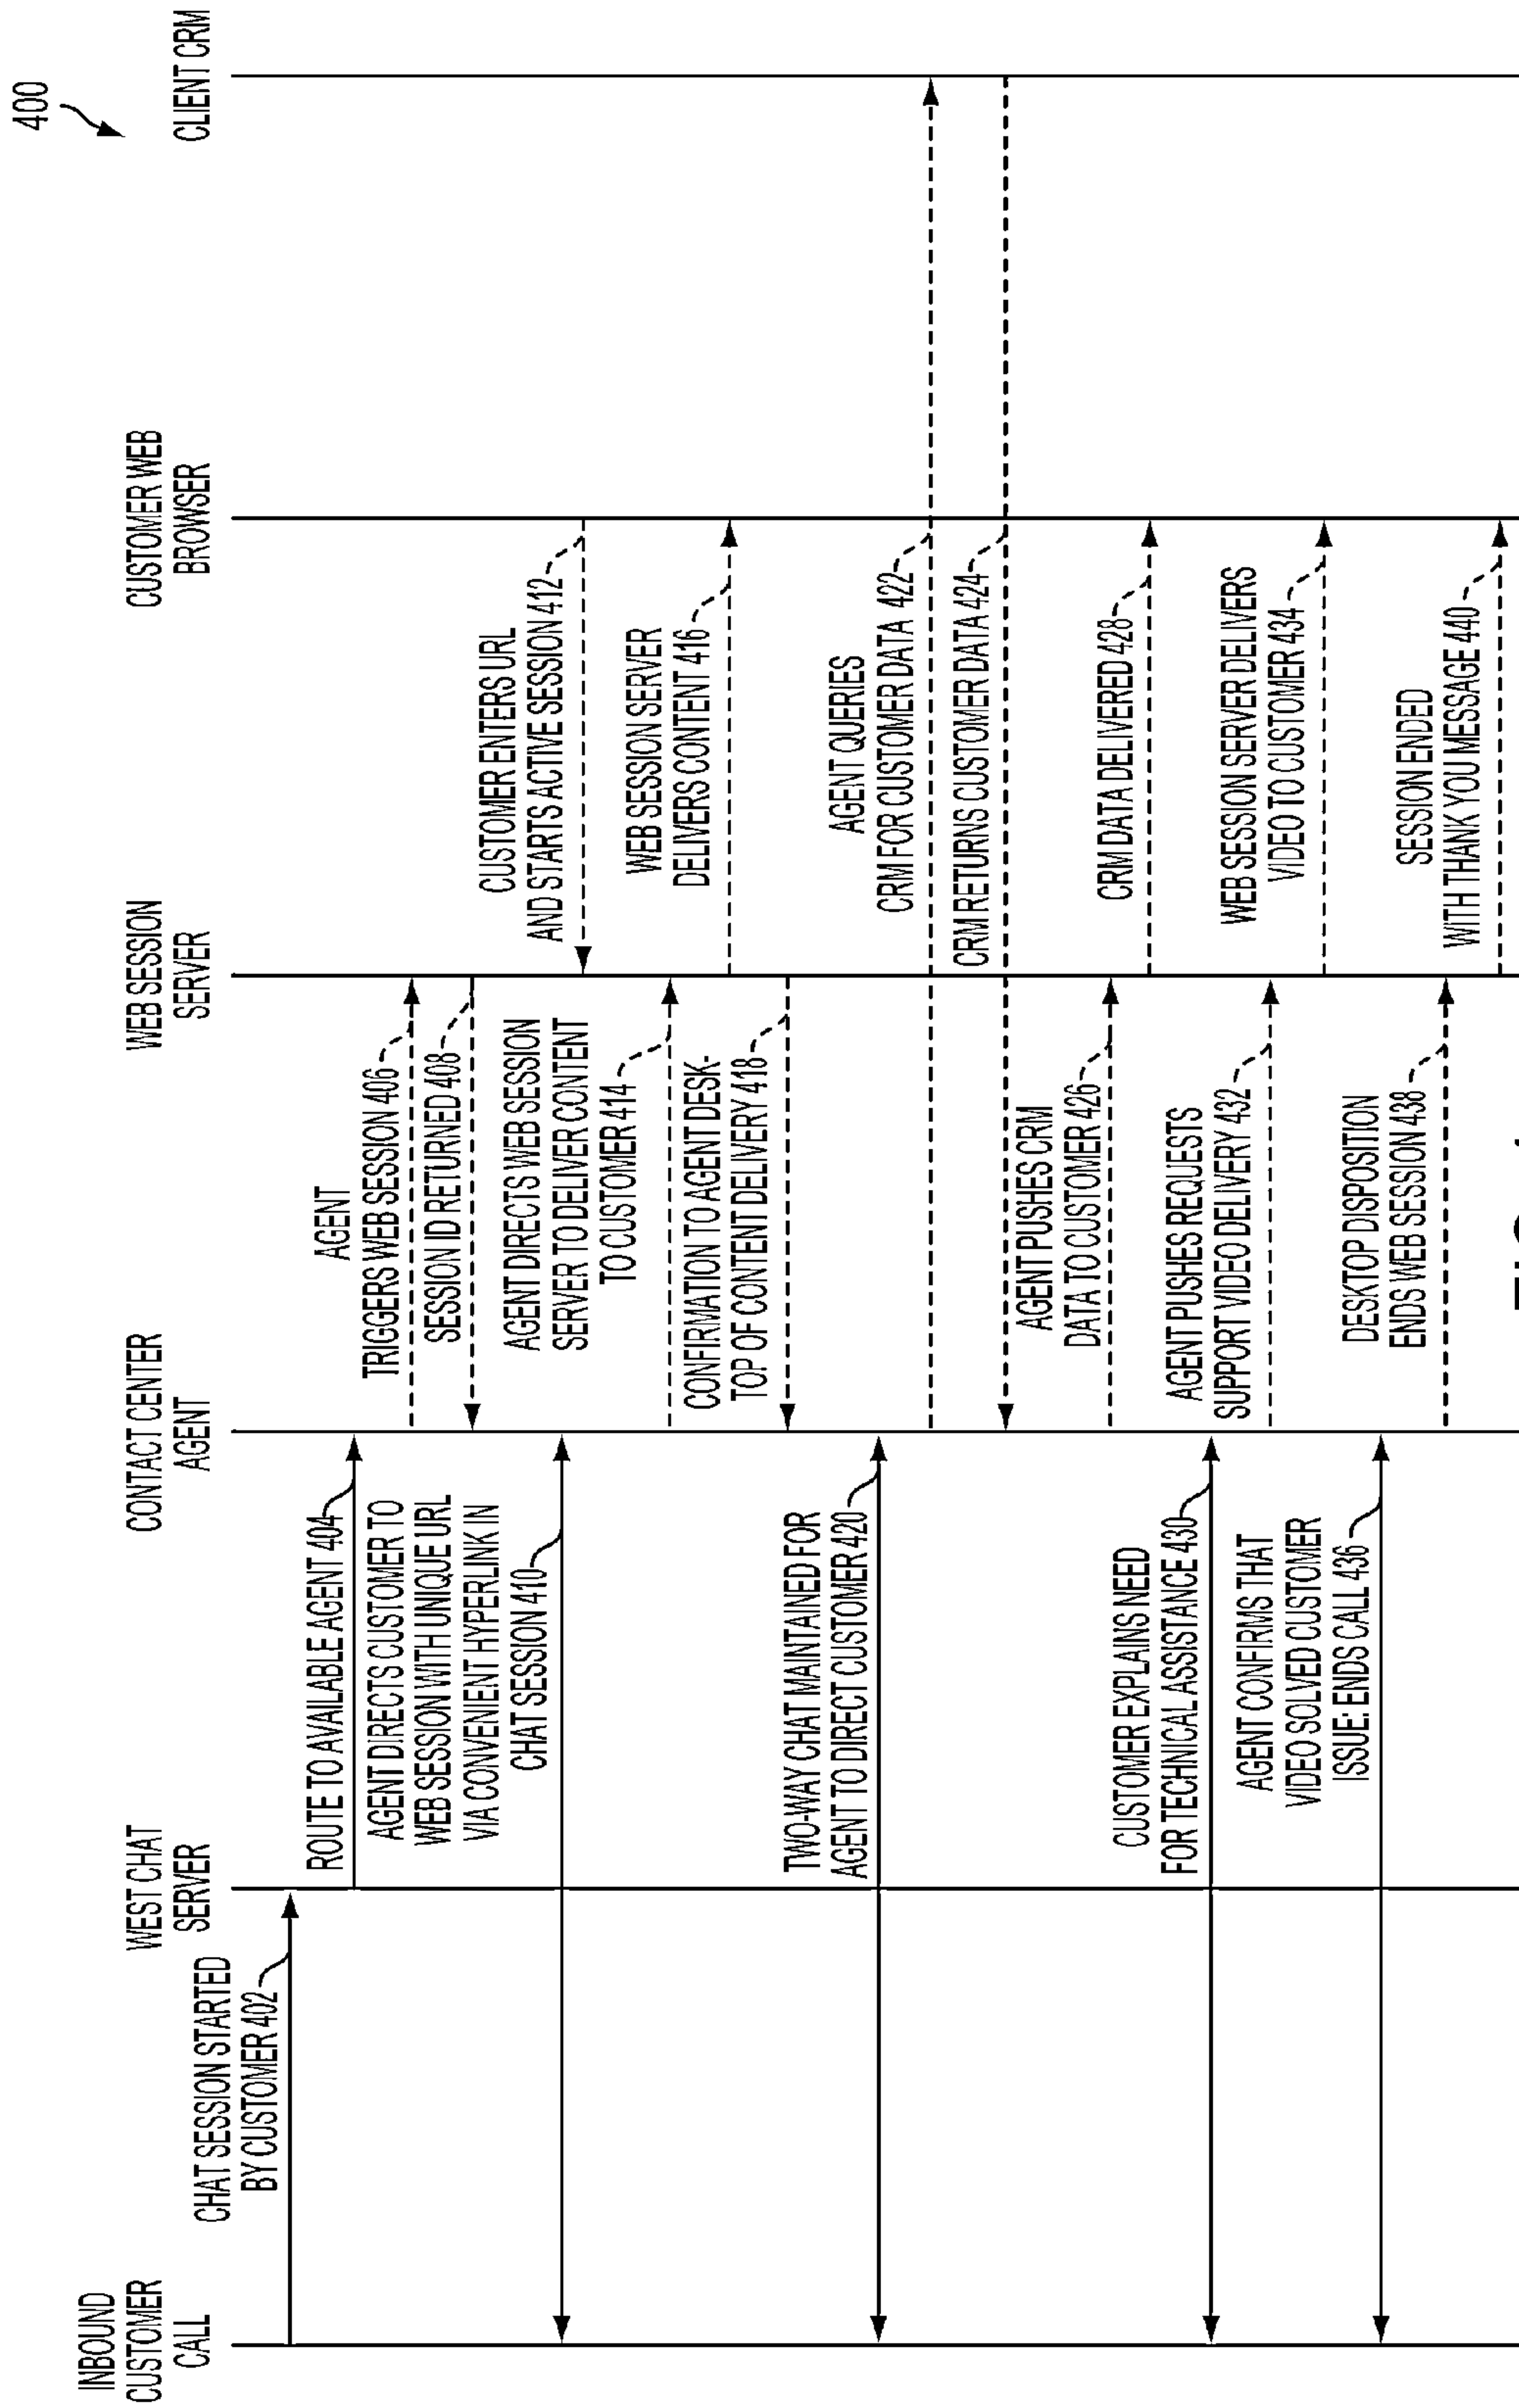 400
INBOUND
CUSTOMER
CALL
WEST CHAT
SERVER
CONTACT CENTER
AGENT
WEB SESSION
SERVER
CUSTOMER WEB
BROWSER
CLIENT CRM
CHAT SESSION STARTED
BY CUSTOMER 402
ROUTE TO AVAILABLE AGENT 404
AGENT
TRIGGERS WEB SESSION 406
SESSION ID RETURNED 408
AGENT DIRECTS CUSTOMER TO
WEB SESSION WITH UNIQUE URL
VIA CONVENIENT HYPERLINK IN
CHAT SESSION 410
CUSTOMER ENTERS URL
AND STARTS ACTIVE SESSION 412
AGENT DIRECTS WEB SESSION
SERVER TO DELIVER CONTENT
TO CUSTOMER 414
WEB SESSION SERVER
DELIVERS CONTENT 416
CONFIRMATION TO AGENT DESK-
TOP OF CONTENT DELIVERY 418
TWO-WAY CHAT MAINTAINED FOR
AGENT TO DIRECT CUSTOMER 420
AGENT QUERIES
CRM FOR CUSTOMER DATA 422
CRM RETURNS CUSTOMER DATA 424
AGENT PUSHES CRM
DATA TO CUSTOMER 426
CRM DATA DELIVERED 428
CUSTOMER EXPLAINS NEED
FOR TECHNICAL ASSISTANCE 430
AGENT PUSHES REQUESTS
SUPPORT VIDEO DELIVERY 432
WEB SESSION SERVER DELIVERS
VIDEO TO CUSTOMER 434
AGENT CONFIRMS THAT
VIDEO SOLVED CUSTOMER
ISSUE: ENDS CALL 436
DESKTOP DISPOSITION
ENDS WEB SESSION 438
SESSION ENDED
WITH THANK YOU MESSAGE 440